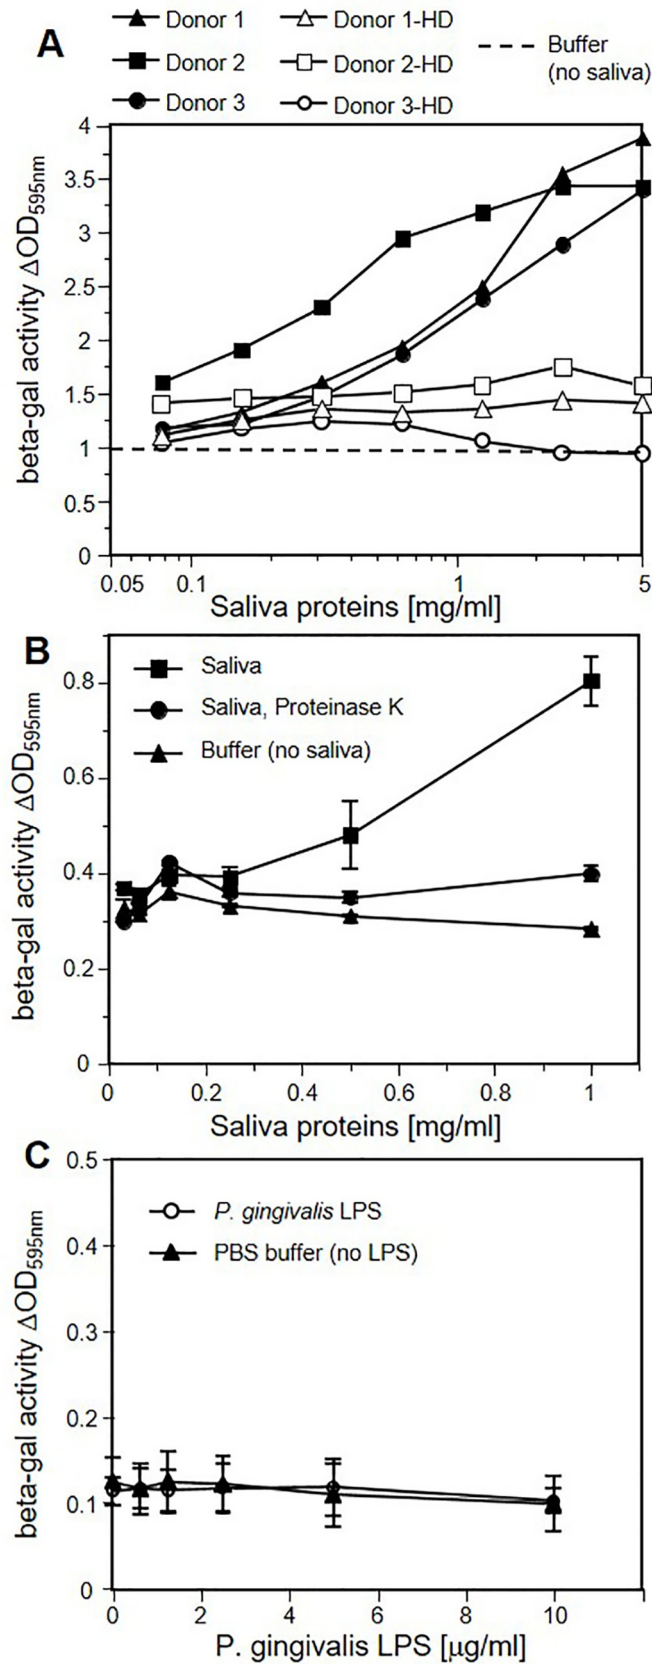 A
Donor 1
Donor 1-HD
Donor 2
Donor 2-HD
Donor 3
Donor 3-HD
Buffer
(no saliva)
beta-gal activity ΔOD595nm
4
3.5
3
2.5
2
1.5
1
0.5
0
0.05
0.1
1
5
Saliva proteins [mg/ml]
B
Saliva
Saliva, Proteinase K
Buffer (no saliva)
beta-gal activity ΔOD595nm
0.8
0.6
0.4
0.2
0
0
0.2
0.4
0.6
0.8
1
Saliva proteins [mg/ml]
C
P. gingivalis LPS
PBS buffer (no LPS)
beta-gal activity ΔOD595nm
0.5
0.4
0.3
0.2
0.1
0
0
2
4
6
8
10
P. gingivalis LPS [μg/ml]